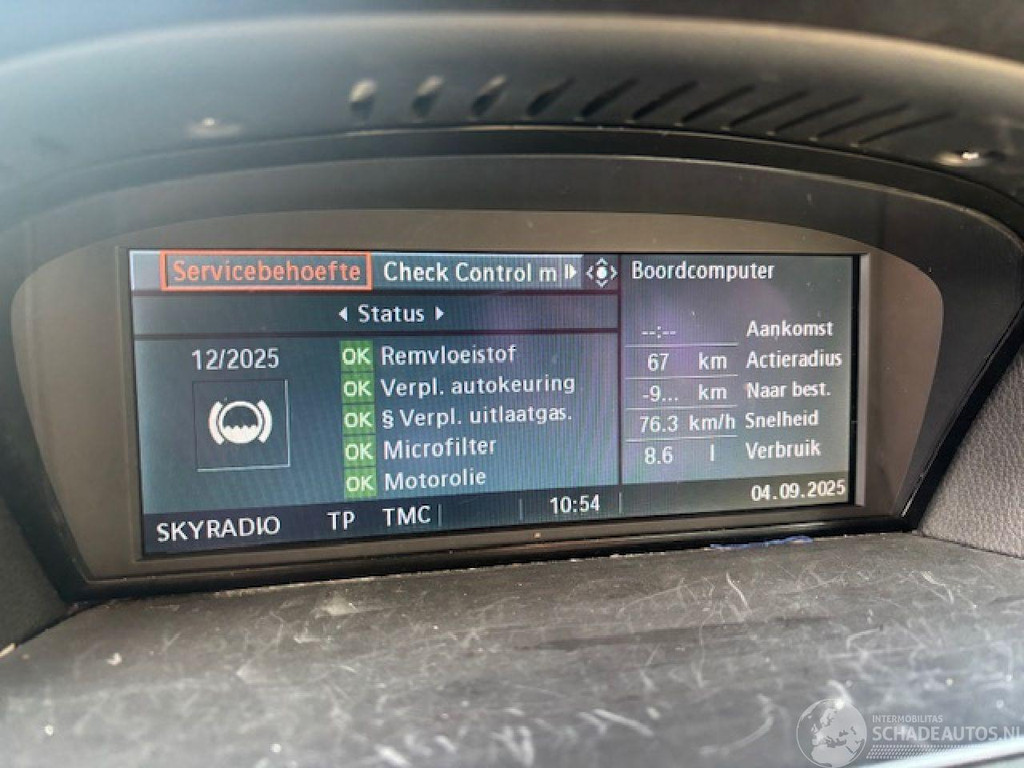 Servicebehoefte Check Control m
Status
12/2025
OK Remvloeistof
OK Verpl. autokeuring
OK § Verpl. uitlaatgas.
OK Microfilter
OK Motorolie
Boordcomputer
--:-- Aankomst
67 km Actieradius
-9... km Naar best.
76.3 km/h Snelheid
8.6 l Verbruik
04.09.2025
SKYRADIO TP TMC 10:54
INTERMOBILITAS
SCHADEAUTOS.NL